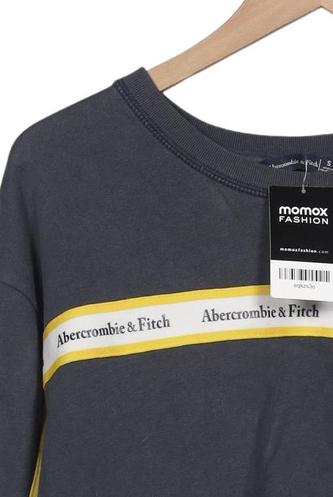 Abercrombie & Fitch S
momox
FASHION
momoxfashion.com
Abercrombie & Fitch Abercrombie & Fitch